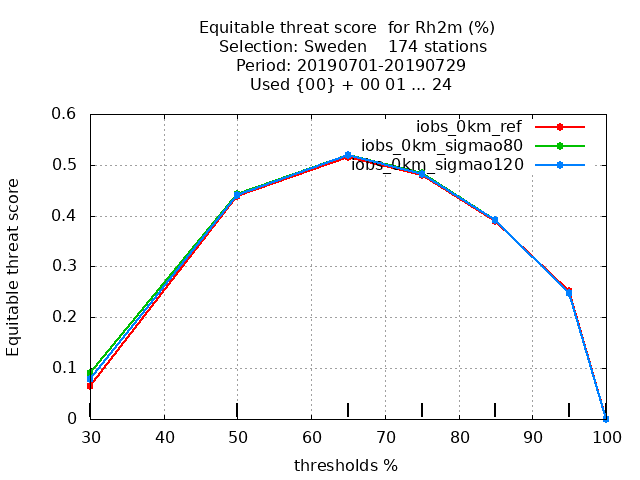 Equitable threat score  for Rh2m (%)
Selection: Sweden    174 stations
Period: 20190701-20190729
Used {00} + 00 01 ... 24
iobs_0km_ref
iobs_0km_sigmao80
iobs_0km_sigmao120
Equitable threat score
0.6
0.5
0.4
0.3
0.2
0.1
0
30 40 50 60 70 80 90 100
thresholds %